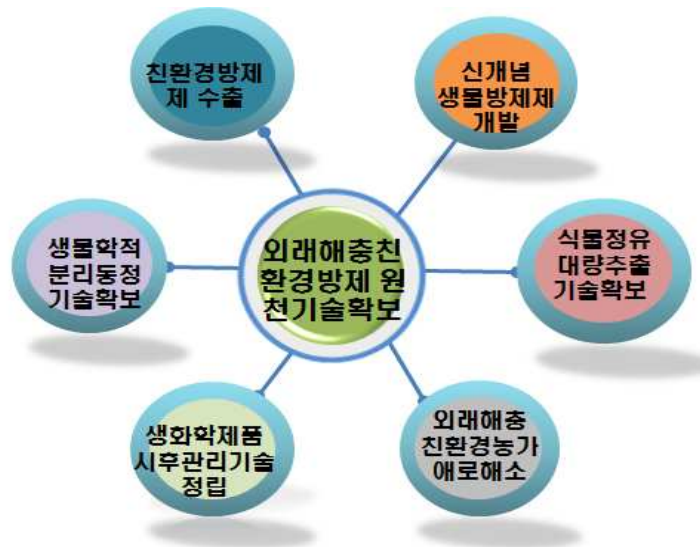 친환경방제
제 수출
신개념
생물방제제
개발
생물학적
분리동정
기술확보
외래해충친
환경방제 원
천기술확보
식물정유
대량추출
기술확보
생화학제품
시후관리기술
정립
외래해충
친환경농가
애로해소